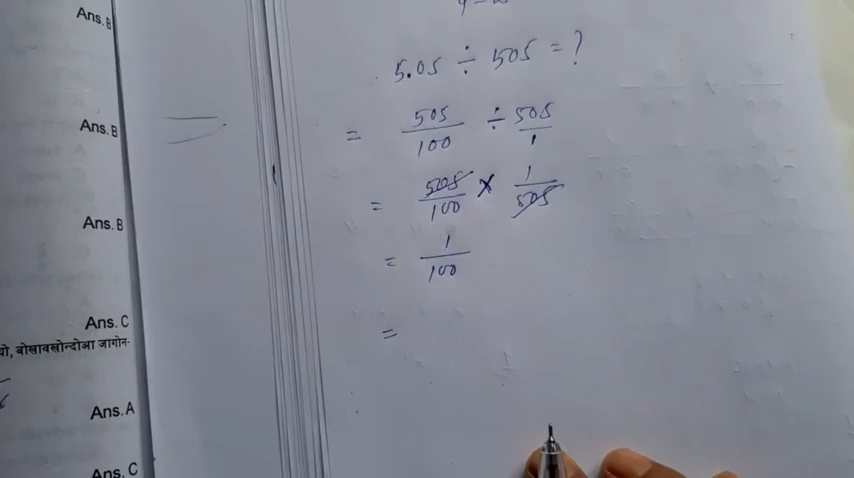 Ans.B
Ans.B
Ans.B
Ans.C
यो, बोखावखोन्दोआ जागोन-
Ans.A
Ans.C
5.05 ÷ 505 = ?
= 505/100 ÷ 505/1
= 505/100 × 1/505
= 1/100
=